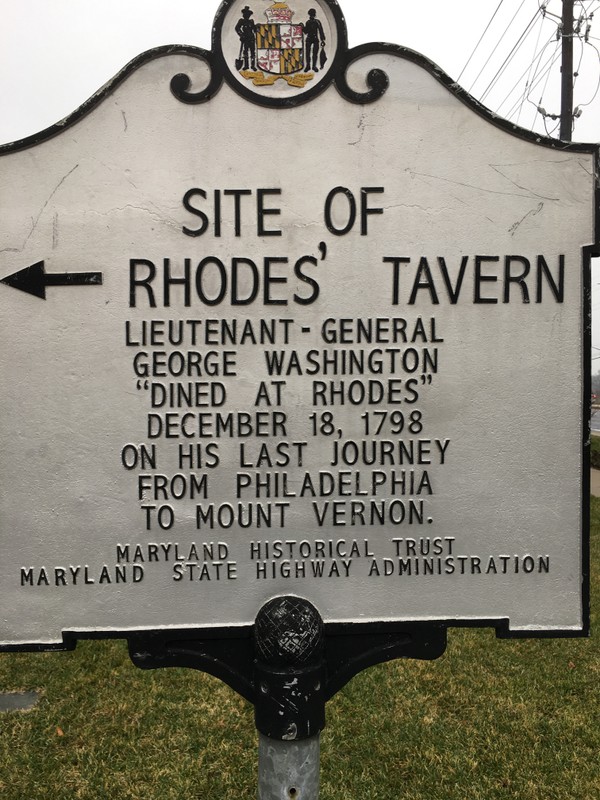 SITE OF
RHODES' TAVERN
LIEUTENANT-GENERAL
GEORGE WASHINGTON
"DINED AT RHODES"
DECEMBER 18, 1798
ON HIS LAST JOURNEY
FROM PHILADELPHIA
TO MOUNT VERNON.
MARYLAND HISTORICAL TRUST
MARYLAND STATE HIGHWAY ADMINISTRATION